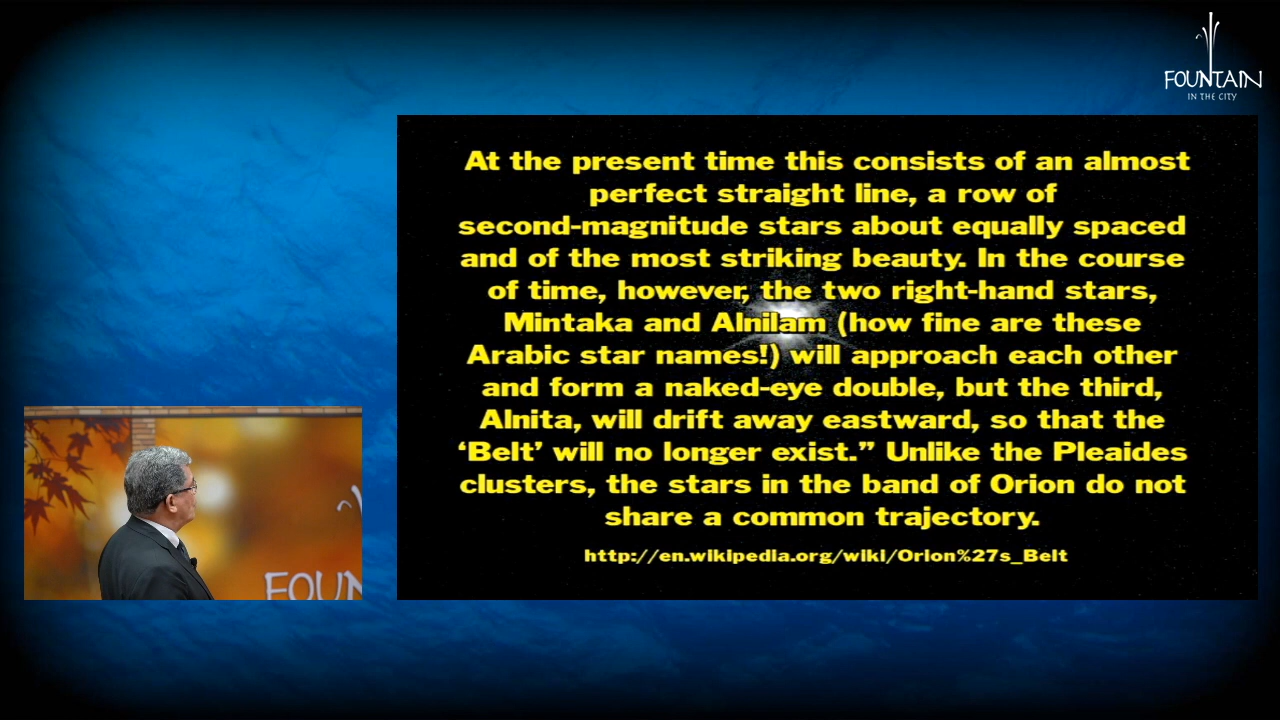 FOUNTAIN
IN THE CITY
At the present time this consists of an almost
perfect straight line, a row of
second-magnitude stars about equally spaced
and of the most striking beauty. In the course
of time, however, the two right-hand stars,
Mintaka and Alnilam (how fine are these
Arabic star names!) will approach each other
and form a naked-eye double, but the third,
Alnita, will drift away eastward, so that the
‘Belt’ will no longer exist.” Unlike the Pleaides
clusters, the stars in the band of Orion do not
share a common trajectory.
http://en.wikipedia.org/wiki/Orion%27s_Belt
FOUN